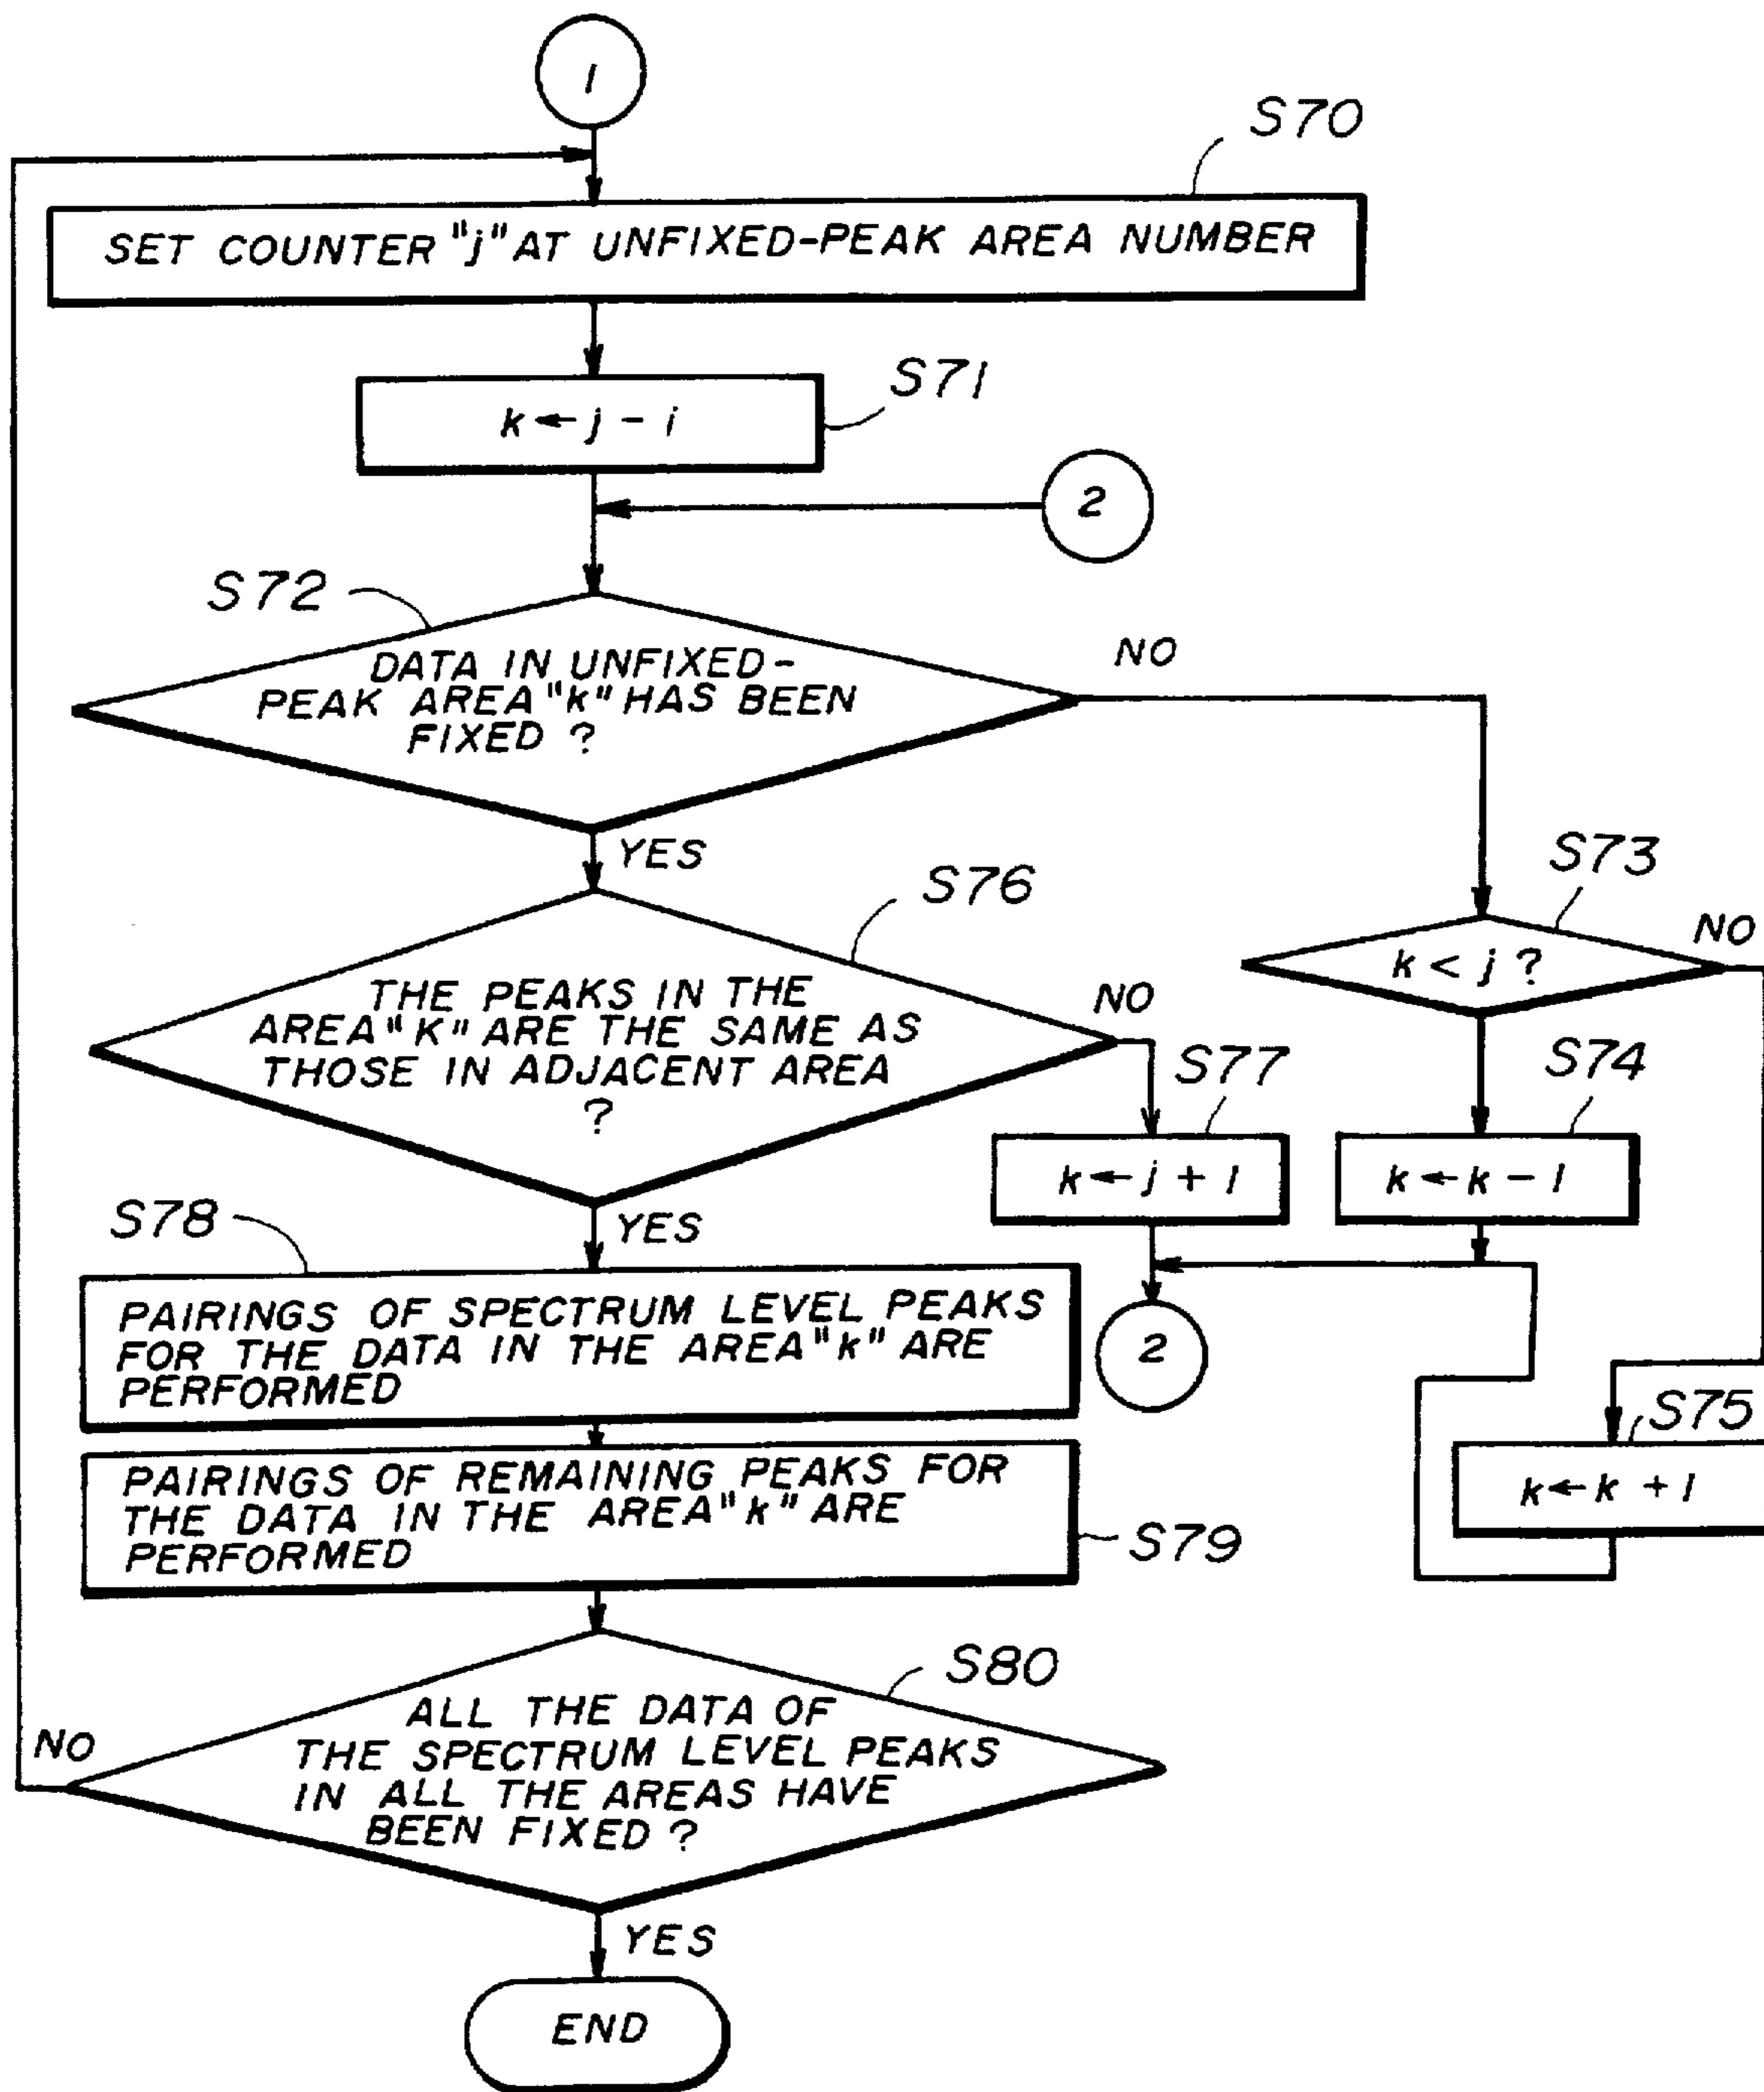 1
S70
SET COUNTER "j" AT UNFIXED-PEAK AREA NUMBER
S71
k ← j - i
2
S72
DATA IN UNFIXED-
PEAK AREA "k" HAS BEEN
FIXED ?
NO
YES
S73
k < j ?
NO
S76
THE PEAKS IN THE
AREA "K" ARE THE SAME AS
THOSE IN ADJACENT AREA
?
NO
YES
S77
k ← j + 1
S74
k ← k - 1
2
S75
k ← k + 1
S78
PAIRINGS OF SPECTRUM LEVEL PEAKS
FOR THE DATA IN THE AREA "k" ARE
PERFORMED
PAIRINGS OF REMAINING PEAKS FOR
THE DATA IN THE AREA "k" ARE
PERFORMED
S79
S80
ALL THE DATA OF
THE SPECTRUM LEVEL PEAKS
IN ALL THE AREAS HAVE
BEEN FIXED ?
NO
YES
END